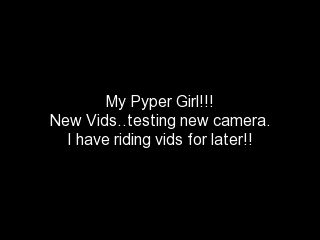 My Pyper Girl!!!
New Vids..testing new camera.
I have riding vids for later!!